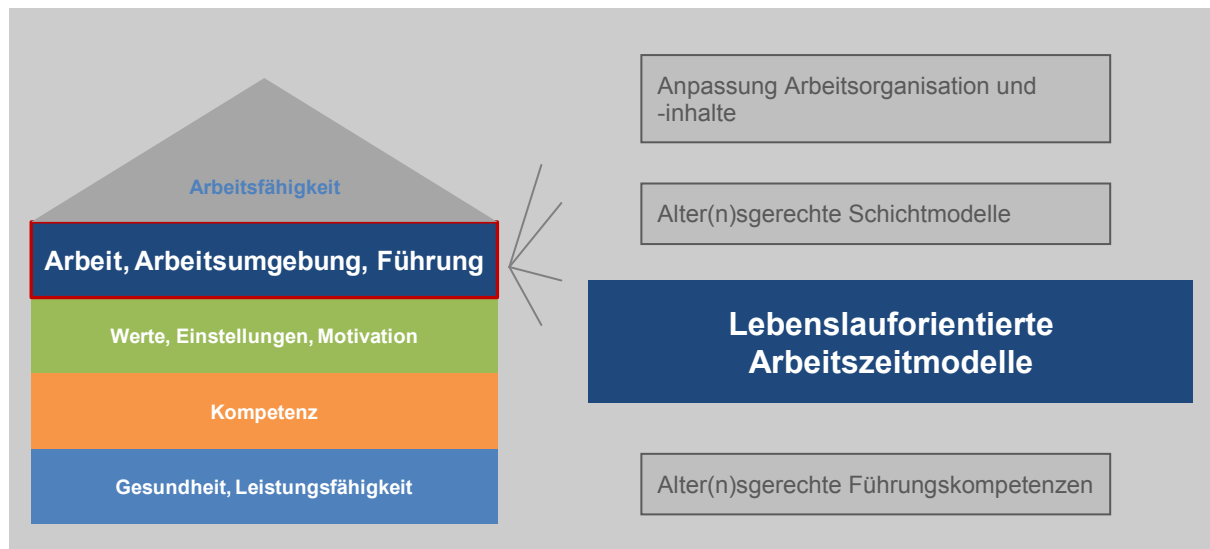 Arbeitsfähigkeit
Arbeit, Arbeitsumgebung, Führung
Werte, Einstellungen, Motivation
Kompetenz
Gesundheit, Leistungsfähigkeit
Anpassung Arbeitsorganisation und
-inhalte
Alter(n)sgerechte Schichtmodelle
Lebenslauforientierte
Arbeitszeitmodelle
Alter(n)sgerechte Führungskompetenzen